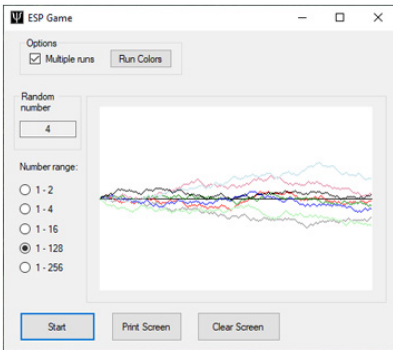 ESP Game
Options
Multiple runs
Run Colors
Random
number
4
Number range:
1 - 2
1 - 4
1 - 16
1 - 128
1 - 256
Start
Print Screen
Clear Screen